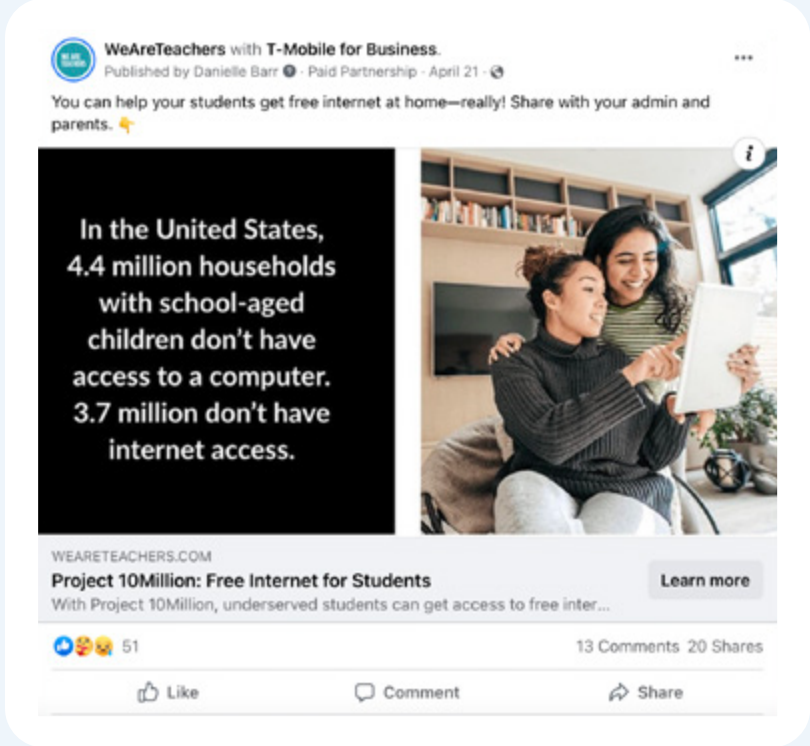 WE ARE
TEACHERS
WeAreTeachers with T-Mobile for Business.
Published by Danielle Barr · Paid Partnership · April 21 ·
You can help your students get free internet at home—really! Share with your admin and
parents. 👇
i
In the United States,
4.4 million households
with school-aged
children don't have
access to a computer.
3.7 million don't have
internet access.
WEARETEACHERS.COM
Project 10Million: Free Internet for Students
With Project 10Million, underserved students can get access to free inter...
Learn more
51
13 Comments 20 Shares
Like
Comment
Share